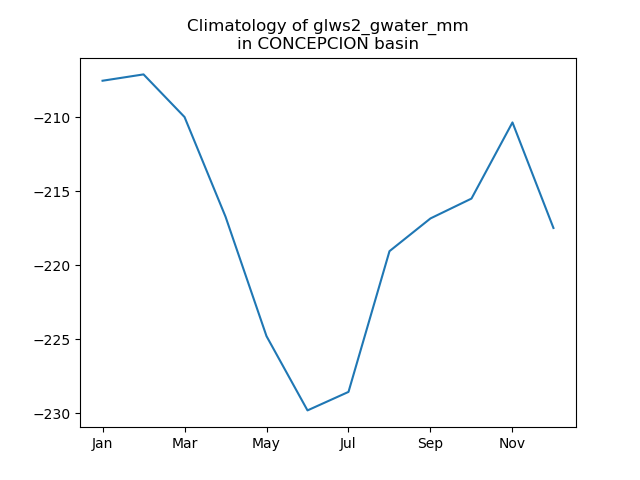 Climatology of glws2_gwater_mm
in CONCEPCION basin
−210
−215
−220
−225
−230
Jan
Mar
May
Jul
Sep
Nov